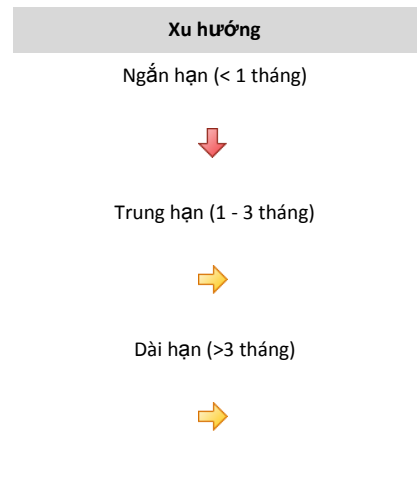 Xu hướng
Ngắn hạn (< 1 tháng)
Trung hạn (1 - 3 tháng)
Dài hạn (>3 tháng)